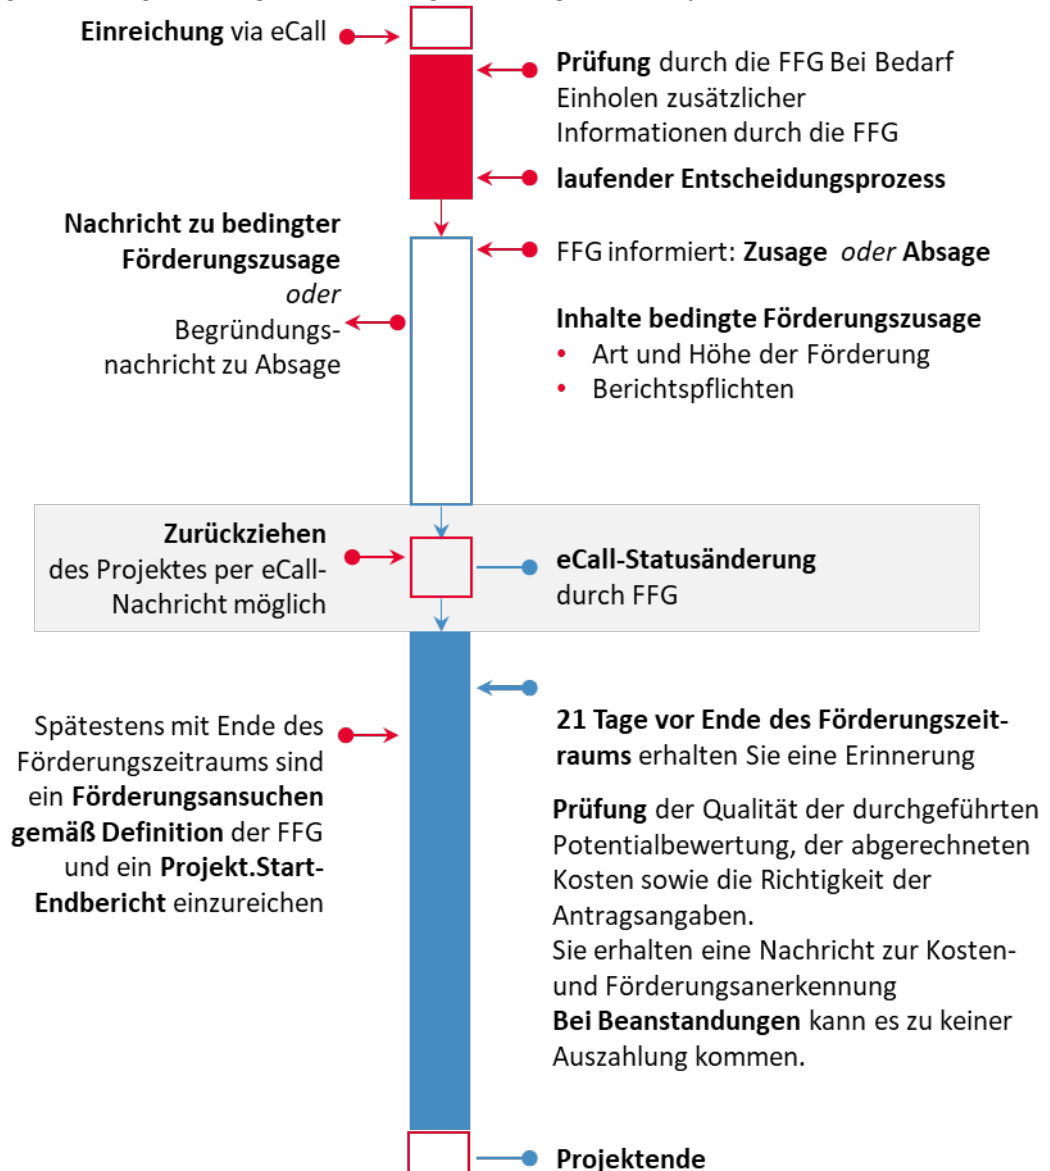 Einreichung via eCall
Prüfung durch die FFG Bei Bedarf
Einholen zusätzlicher
Informationen durch die FFG
laufender Entscheidungsprozess
Nachricht zu bedingter
Förderungszusage
oder
Begründungs-
nachricht zu Absage
FFG informiert: Zusage oder Absage
Inhalte bedingte Förderungszusage
• Art und Höhe der Förderung
• Berichtspflichten
Zurückziehen
des Projektes per eCall-
Nachricht möglich
eCall-Statusänderung
durch FFG
Spätestens mit Ende des
Förderungszeitraums sind
ein Förderungsansuchen
gemäß Definition der FFG
und ein Projekt.Start-
Endbericht einzureichen
21 Tage vor Ende des Förderungszeit-
raums erhalten Sie eine Erinnerung
Prüfung der Qualität der durchgeführten
Potentialbewertung, der abgerechneten
Kosten sowie die Richtigkeit der
Antragsangaben.
Sie erhalten eine Nachricht zur Kosten-
und Förderungsanerkennung
Bei Beanstandungen kann es zu keiner
Auszahlung kommen.
Projektende